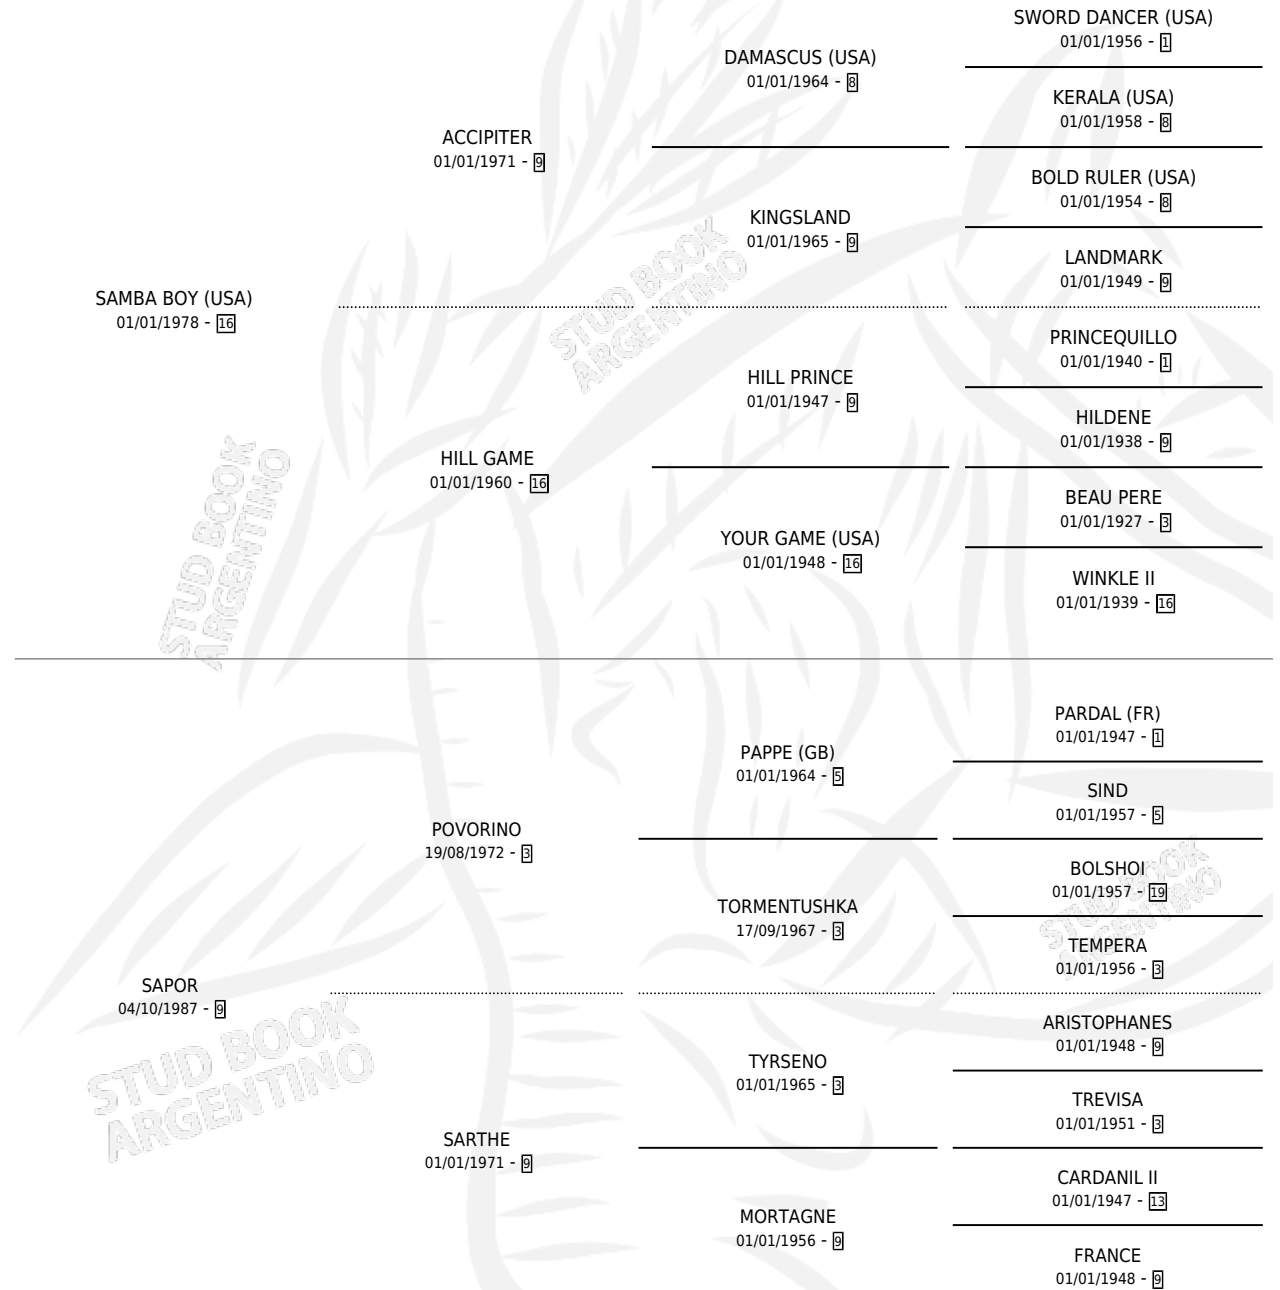 SWORD DANCER (USA)
01/01/1956 - 1
DAMASCUS (USA)
01/01/1964 - 8
KERALA (USA)
01/01/1958 - 8
ACCIPITER
01/01/1971 - 9
BOLD RULER (USA)
01/01/1954 - 8
KINGSLAND
01/01/1965 - 9
LANDMARK
01/01/1949 - 9
SAMBA BOY (USA)
01/01/1978 - 16
STUD BOOK
ARGENTINO
PRINCEQUILLO
01/01/1940 - 1
HILL PRINCE
01/01/1947 - 9
HILDENE
01/01/1938 - 9
HILL GAME
01/01/1960 - 16
BEAU PERE
01/01/1927 - 3
YOUR GAME (USA)
01/01/1948 - 16
WINKLE II
01/01/1939 - 16
STUD BOOK
ARGENTINO
PARDAL (FR)
01/01/1947 - 1
PAPPE (GB)
01/01/1964 - 5
SIND
01/01/1957 - 5
POVORINO
19/08/1972 - 3
BOLSHOI
01/01/1957 - 19
TORMENTUSHKA
17/09/1967 - 3
STUD BOOK
ARGENTINO
TEMPERA
01/01/1956 - 3
SAPOR
04/10/1987 - 9
ARISTOPHANES
01/01/1948 - 9
TYRSENO
01/01/1965 - 3
STUD BOOK
ARGENTINO
TREVISA
01/01/1951 - 3
SARTHE
01/01/1971 - 9
CARDANIL II
01/01/1947 - 13
MORTAGNE
01/01/1956 - 9
FRANCE
01/01/1948 - 9